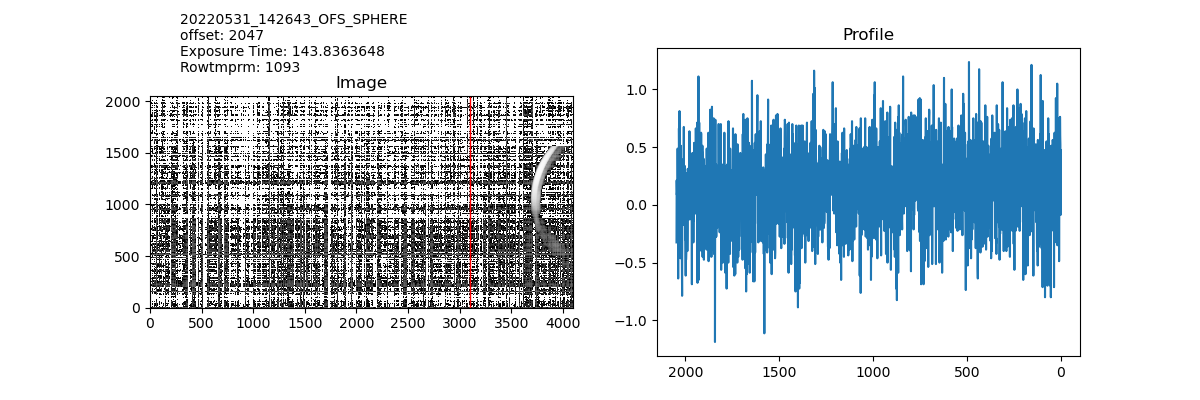 20220531_142643_OFS_SPHERE
offset: 2047
Exposure Time: 143.8363648
Rowtmprm: 1093
Image
2000
1500
1000
500
0
0 500 1000 1500 2000 2500 3000 3500 4000
Profile
1.0
0.5
0.0
−0.5
−1.0
2000 1500 1000 500 0